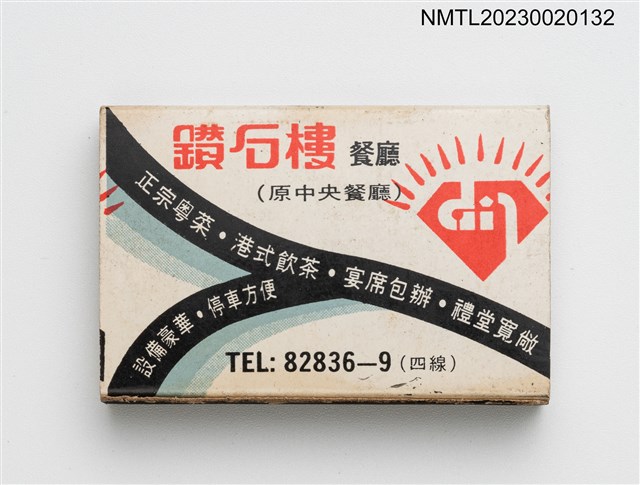 NMTL20230020132
鑽石樓 餐廳
(原中央餐廳)
正宗粵菜・港式飲茶・宴席包辦・禮堂寬敞
設備豪華・停車方便
TEL: 82836—9 (四線)